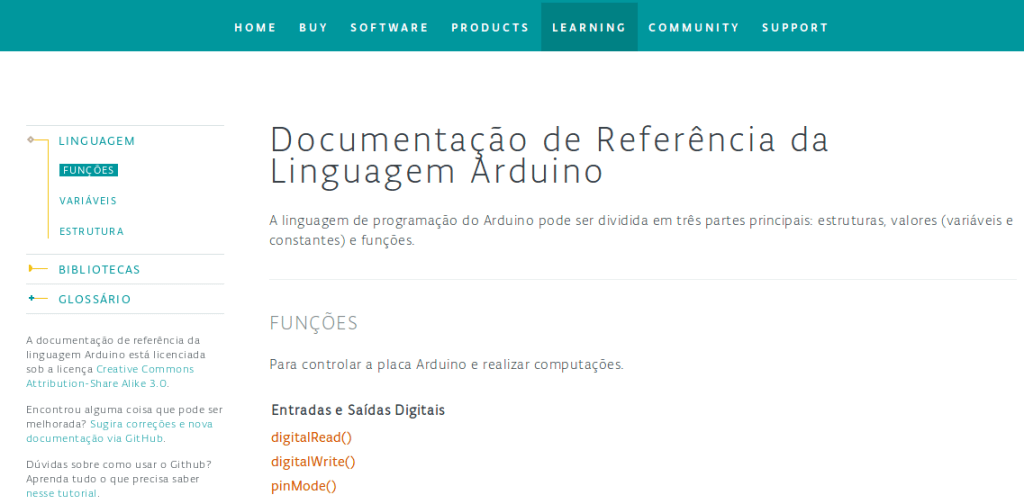 HOME BUY SOFTWARE PRODUCTS LEARNING COMMUNITY SUPPORT
LINGUAGEM
FUNÇÕES
VARIÁVEIS
ESTRUTURA
BIBLIOTECAS
GLOSSÁRIO
A documentação de referência da
linguagem Arduino está licenciada
sob a licença Creative Commons
Attribution-Share Alike 3.0.
Encontrou alguma coisa que pode ser
melhorada? Sugira correções e nova
documentação via GitHub.
Dúvidas sobre como usar o Github?
Aprenda tudo o que precisa saber
nesse tutorial.
Documentação de Referência da
Linguagem Arduino
A linguagem de programação do Arduino pode ser dividida em três partes principais: estruturas, valores (variáveis e
constantes) e funções.
FUNÇÕES
Para controlar a placa Arduino e realizar computações.
Entradas e Saídas Digitais
digitalRead()
digitalWrite()
pinMode()